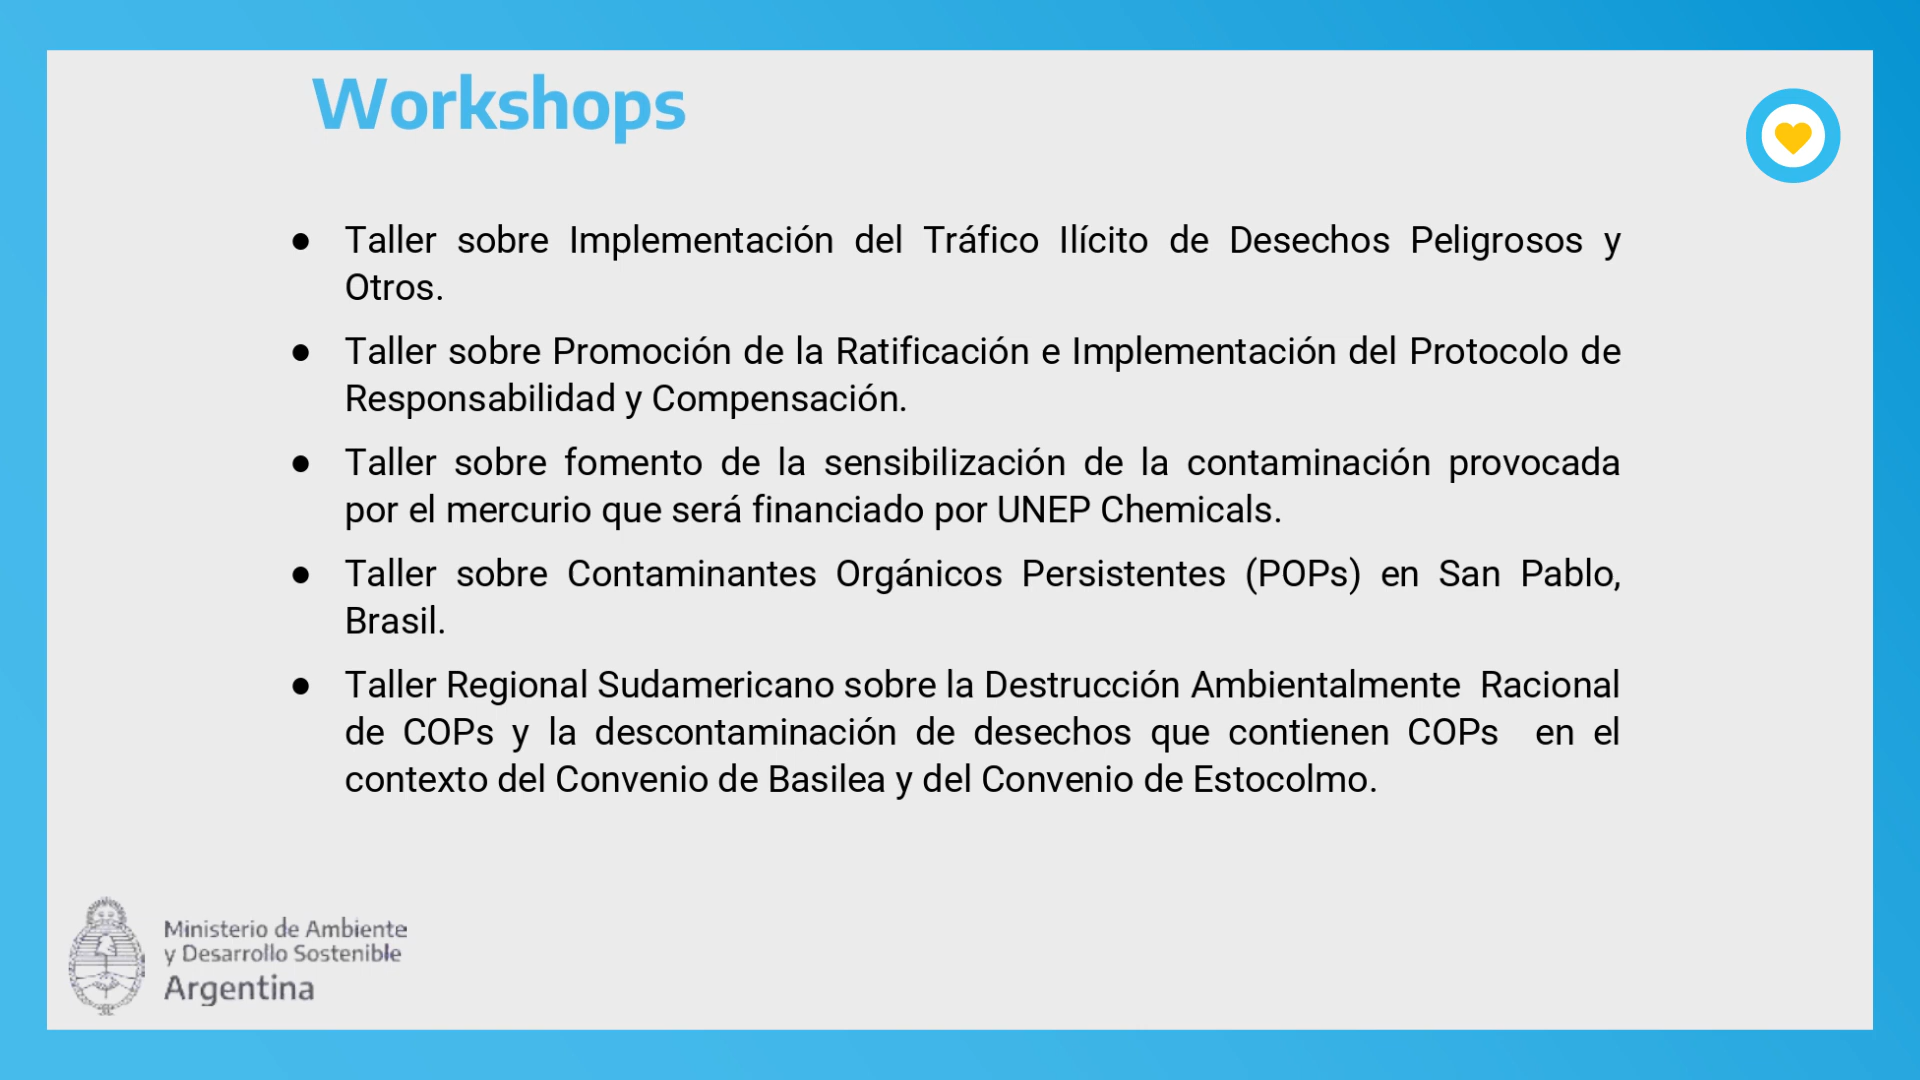 Workshops
● Taller sobre Implementación del Tráfico Ilícito de Desechos Peligrosos y
Otros.
● Taller sobre Promoción de la Ratificación e Implementación del Protocolo de
Responsabilidad y Compensación.
● Taller sobre fomento de la sensibilización de la contaminación provocada
por el mercurio que será financiado por UNEP Chemicals.
● Taller sobre Contaminantes Orgánicos Persistentes (POPs) en San Pablo,
Brasil.
● Taller Regional Sudamericano sobre la Destrucción Ambientalmente Racional
de COPs y la descontaminación de desechos que contienen COPs en el
contexto del Convenio de Basilea y del Convenio de Estocolmo.
Ministerio de Ambiente
y Desarrollo Sostenible
Argentina